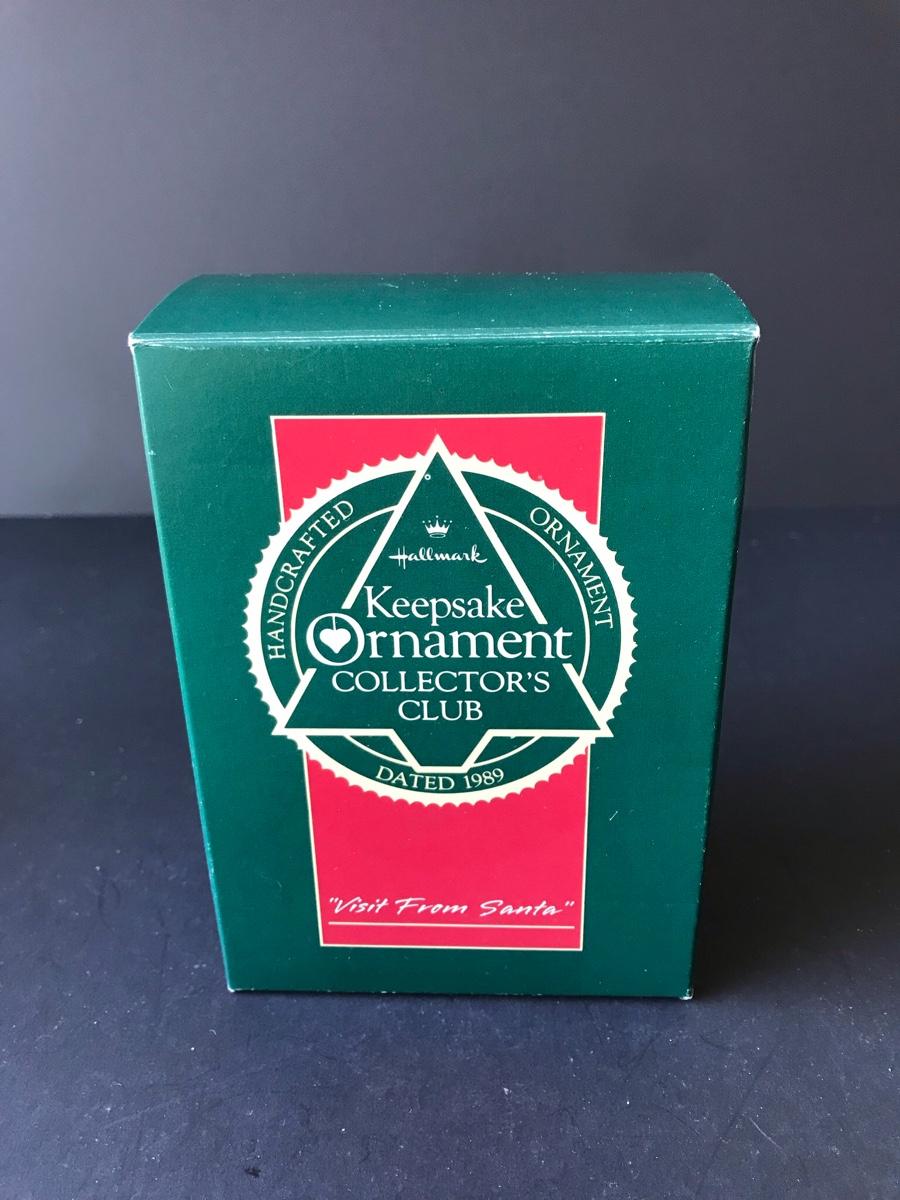 HANDCRAFTED
ORNAMENT
Hallmark
Keepsake
Ornament
COLLECTOR'S
CLUB
DATED 1989
"Visit From Santa"